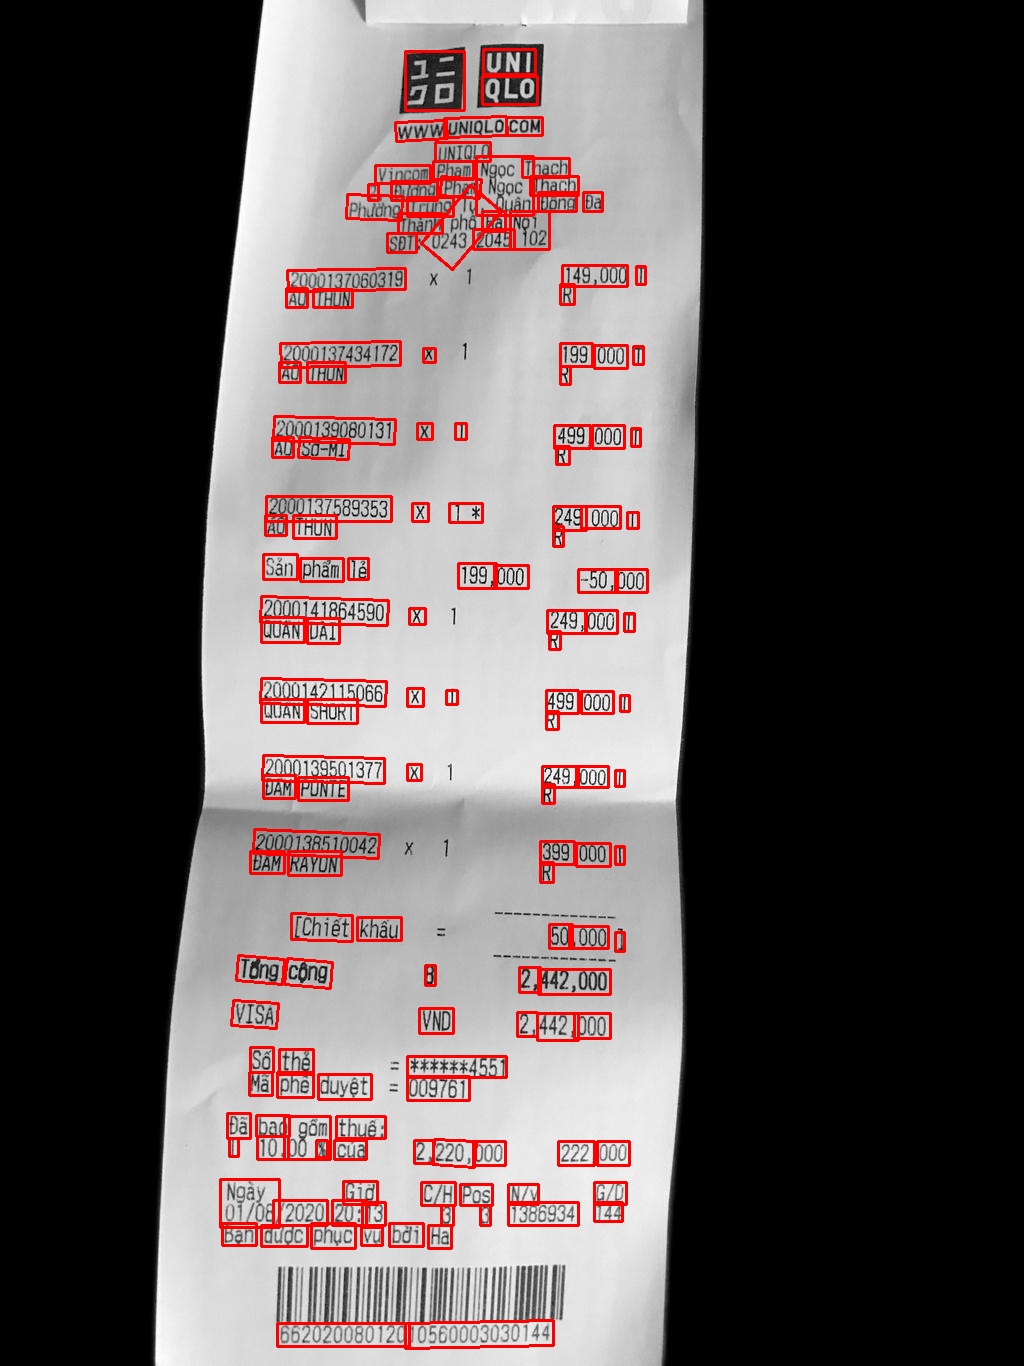 ユニ
クロ
UNI
QLO
WWW.UNIQLO.COM
UNIQLO
Vincom Phạm Ngọc Thạch
2 Đường Phạm Ngọc Thạch
Phường Trung Tự, Quận Đống Đa
Thành phố Hà Nội
SĐT: 0243 2045 102
2000137060319 x 1 149,000 T
ÁO THUN R
2000137434172 x 1 199,000 T
ÁO THUN R
2000139080131 x 1 499,000 T
ÁO SƠ-MI R
2000137589353 x 1 * 249,000 T
ÁO THUN R
Sản phẩm lẻ 199,000 -50,000
2000141864590 x 1 249,000 T
QUẦN DÀI R
2000142115066 x 1 499,000 T
QUẦN SHORT R
2000139501377 x 1 249,000 T
ĐẦM PONTE R
2000138510042 x 1 399,000 T
ĐẦM RAYON R
[Chiết khấu = 50,000 ]
Tổng cộng 8 2,442,000
VISA VND 2,442,000
Số thẻ = ******4551
Mã phê duyệt = 009761
Đã bao gồm thuế:
T 10.00 % của 2,220,000 222,000
Ngày Giờ C/H Pos N/v G/D
01/08/2020 20:13 3 3 1386934 144
Bạn được phục vụ bởi Ha
66202008012010560003030144